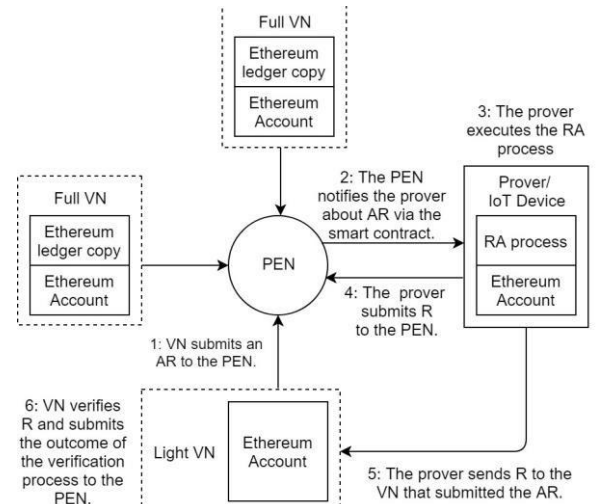 Full VN
Ethereum
ledger copy
Ethereum
Account
3: The prover
executes the RA
process
2: The PEN
notifies the prover
about AR via the
smart contract.
Prover/
IoT Device
RA process
Ethereum
Account
Full VN
Ethereum
ledger copy
Ethereum
Account
PEN
4: The prover
submits R
to the PEN.
1: VN submits an
AR to the PEN.
6: VN verifies
R and submits
the outcome of
the verification
process to the
PEN.
Light VN
Ethereum
Account
5: The prover sends R to the
VN that submitted the AR.